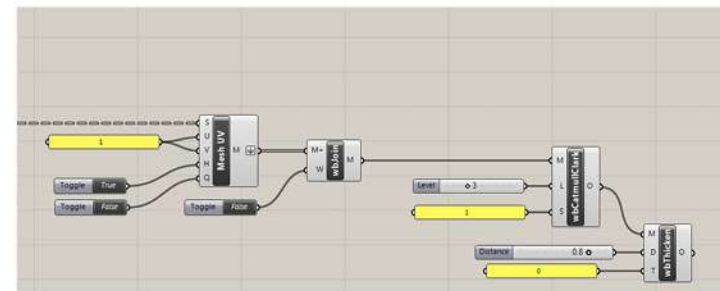 S
U
V
H
Q
Mesh UV
M
1
Toggle True
Toggle False
M+
W
wbJoin
M
Toggle False
Level 3
1
M
L
S
wbCatmullClark
O
Distance 0.8
0
M
D
T
wbThicken
O